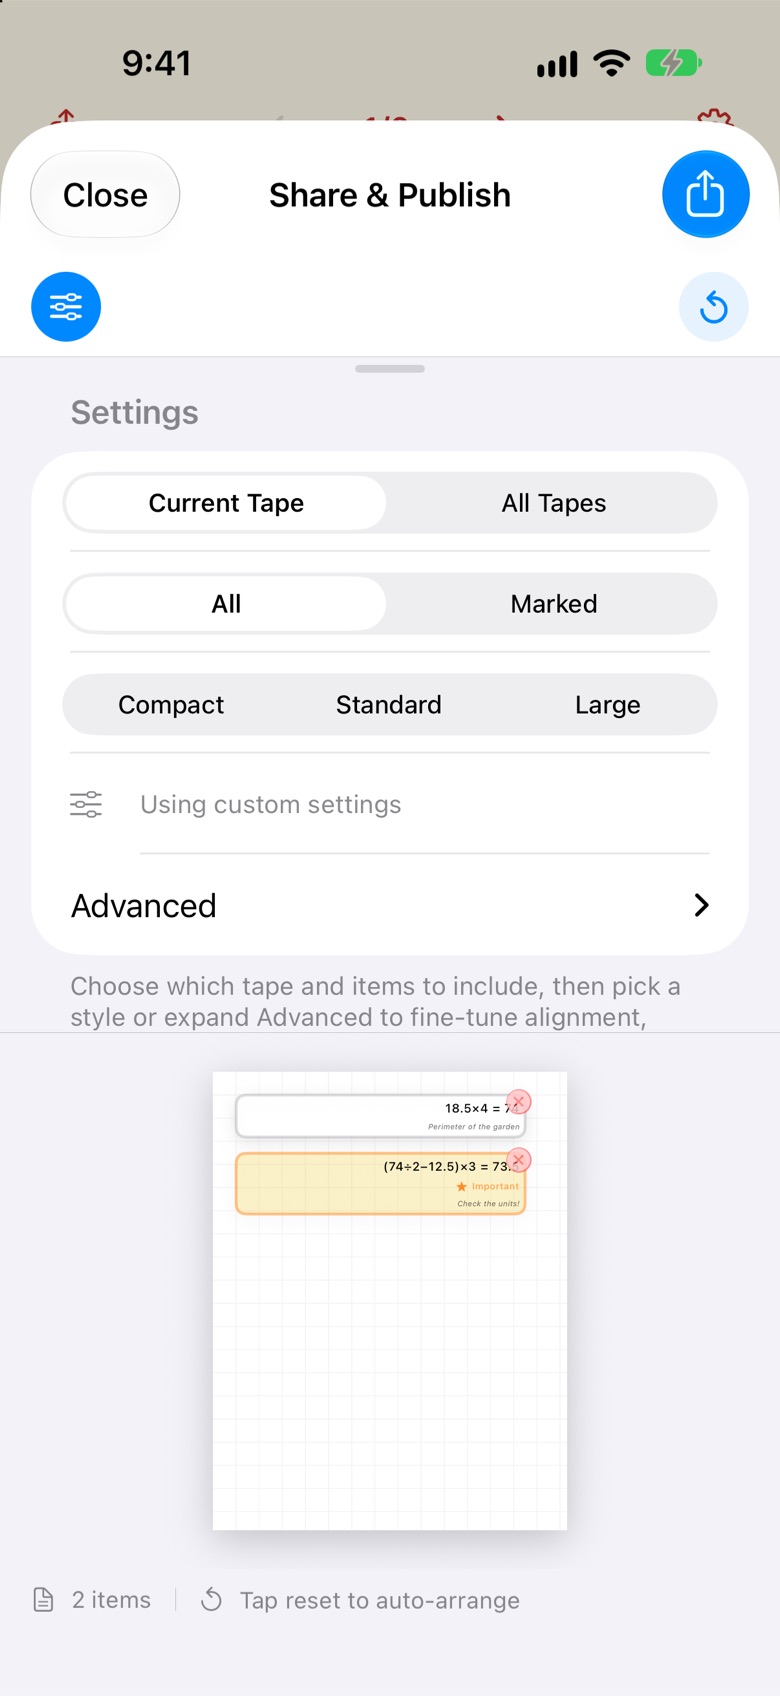 9:41
Close
Share & Publish
Settings
Current Tape
All Tapes
All
Marked
Compact
Standard
Large
Using custom settings
Advanced
Choose which tape and items to include, then pick a
style or expand Advanced to fine-tune alignment,
18.5×4 =
Perimeter of the garden
(74÷2−12.5)×3 =
★ Important
Check the units!
2 items
Tap reset to auto-arrange